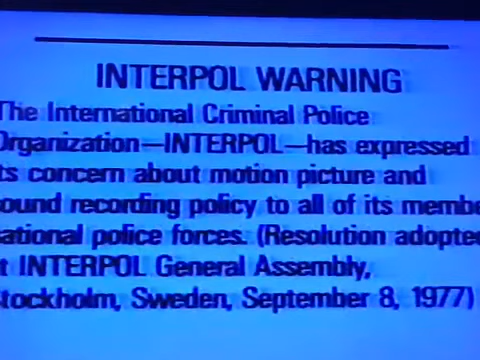 INTERPOL WARNING
The International Criminal Police
Organization—INTERPOL—has expressed
ts concern about motion picture and
ound recording policy to all of its membe
ational police forces. (Resolution adopted
t INTERPOL General Assembly,
tockholm, Sweden, September 8, 1977)